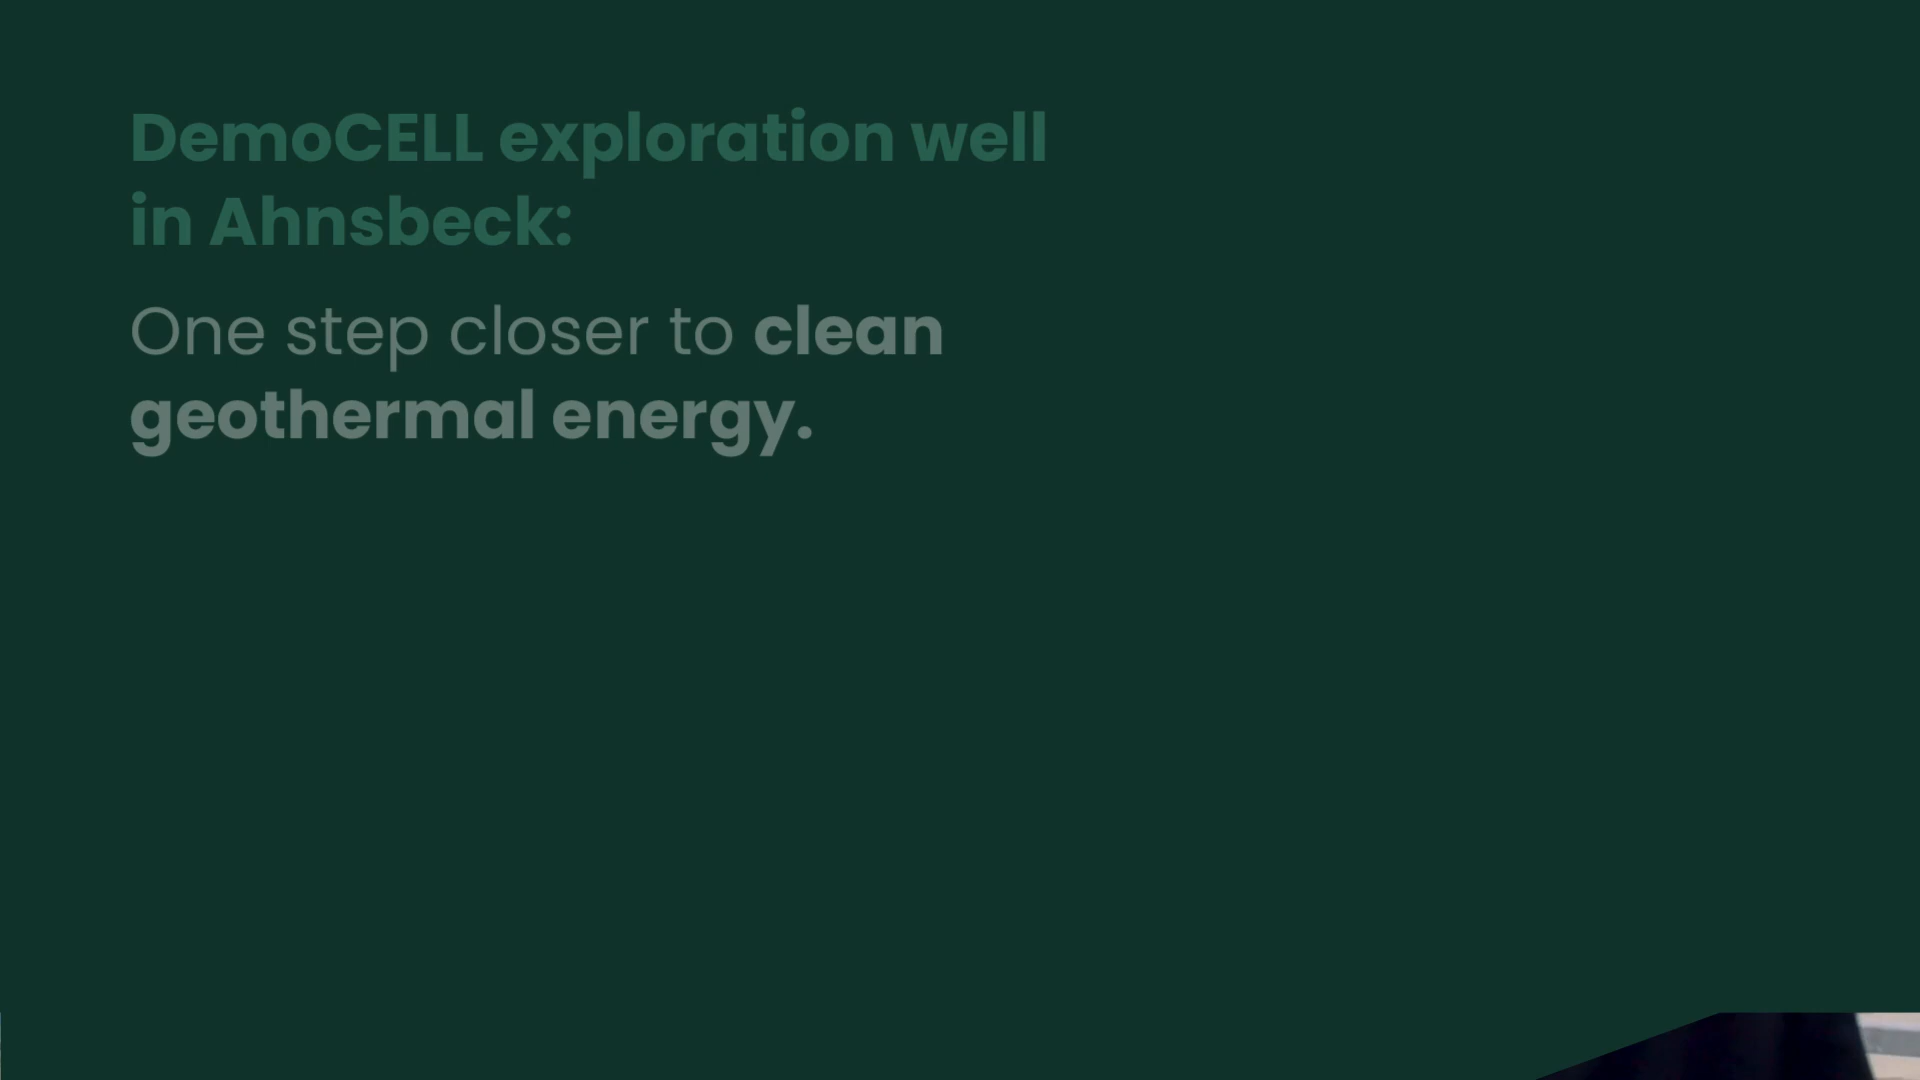 DemoCELL exploration well
in Ahnsbeck:
One step closer to clean
geothermal energy.